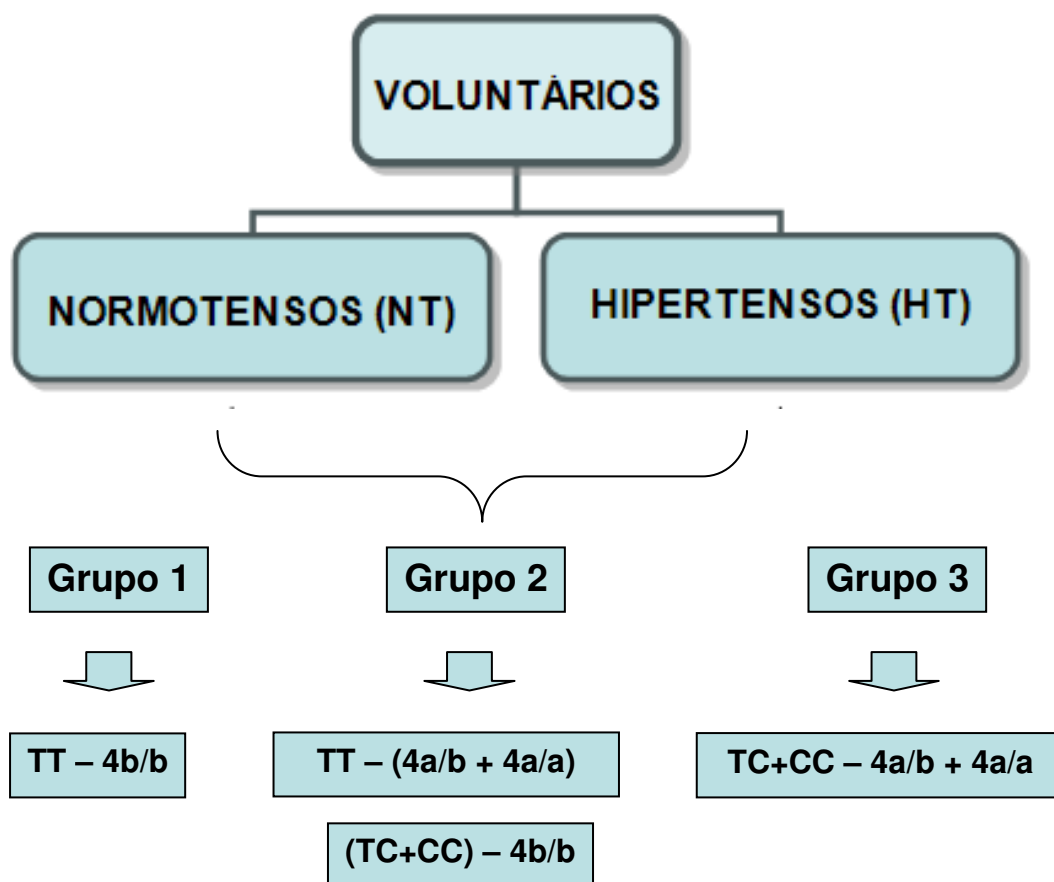 VOLUNTÁRIOS
NORMOTENSOS (NT)
HIPERTENSOS (HT)
Grupo 1
Grupo 2
Grupo 3
TT – 4b/b
TT – (4a/b + 4a/a)
TC+CC – 4a/b + 4a/a
(TC+CC) – 4b/b